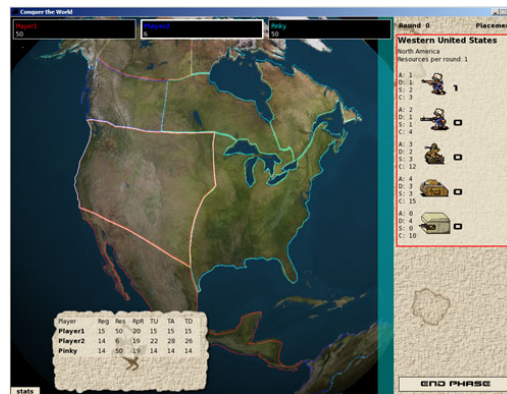 Conquer the World
Player1
50
Player2
6
Pinky
50
Round 0 Placement
Western United States
North America
Resources per round: 1
A: 1
D: 1
S: 2
C: 3
1
A: 2
D: 1
S: 1
C: 4
0
A: 3
D: 2
S: 3
C: 12
0
A: 4
D: 3
S: 3
C: 15
0
A: 0
D: 4
S: 0
C: 10
0
Player Reg Res RpR TU TA TD
Player1 15 50 20 15 15 15
Player2 14 6 19 22 28 26
Pinky 14 50 19 14 14 14
stats
END PHASE